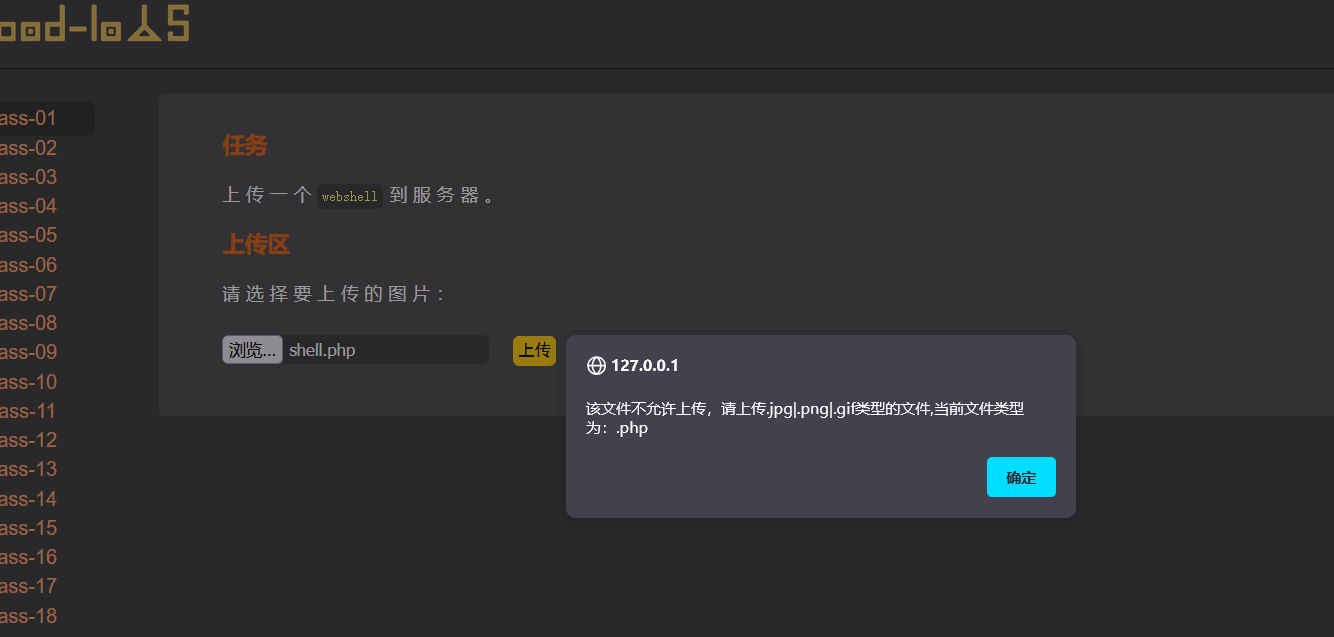 oad-labs
ass-01
ass-02
ass-03
ass-04
ass-05
ass-06
ass-07
ass-08
ass-09
ass-10
ass-11
ass-12
ass-13
ass-14
ass-15
ass-16
ass-17
ass-18
任务
上传一个 webshell 到服务器。
上传区
请选择要上传的图片：
浏览... shell.php 上传
127.0.0.1
该文件不允许上传，请上传.jpg|.png|.gif类型的文件,当前文件类型
为：.php
确定